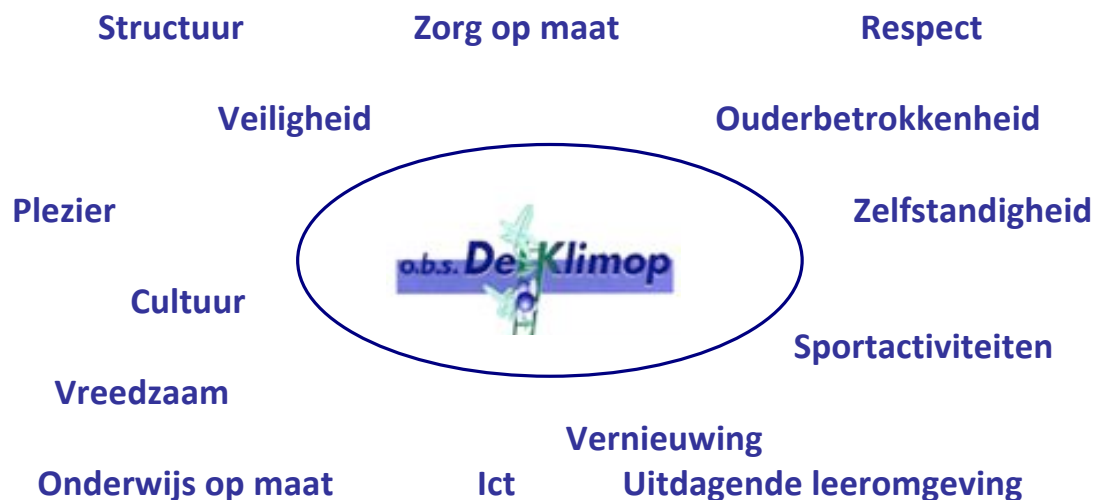 Structuur Zorg op maat Respect
Veiligheid Ouderbetrokkenheid
Plezier Zelfstandigheid
o.b.s. De Klimop
Cultuur
Sportactiviteiten
Vreedzaam
Vernieuwing
Onderwijs op maat Ict Uitdagende leeromgeving